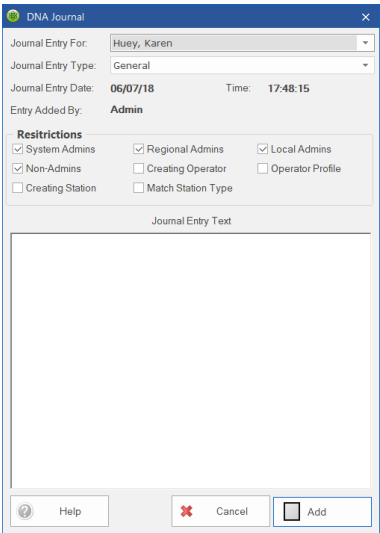 DNA Journal
Journal Entry For: Huey, Karen
Journal Entry Type: General
Journal Entry Date: 06/07/18 Time: 17:48:15
Entry Added By: Admin
Resitrictions
System Admins Regional Admins Local Admins
Non-Admins Creating Operator Operator Profile
Creating Station Match Station Type
Journal Entry Text
Help Cancel Add